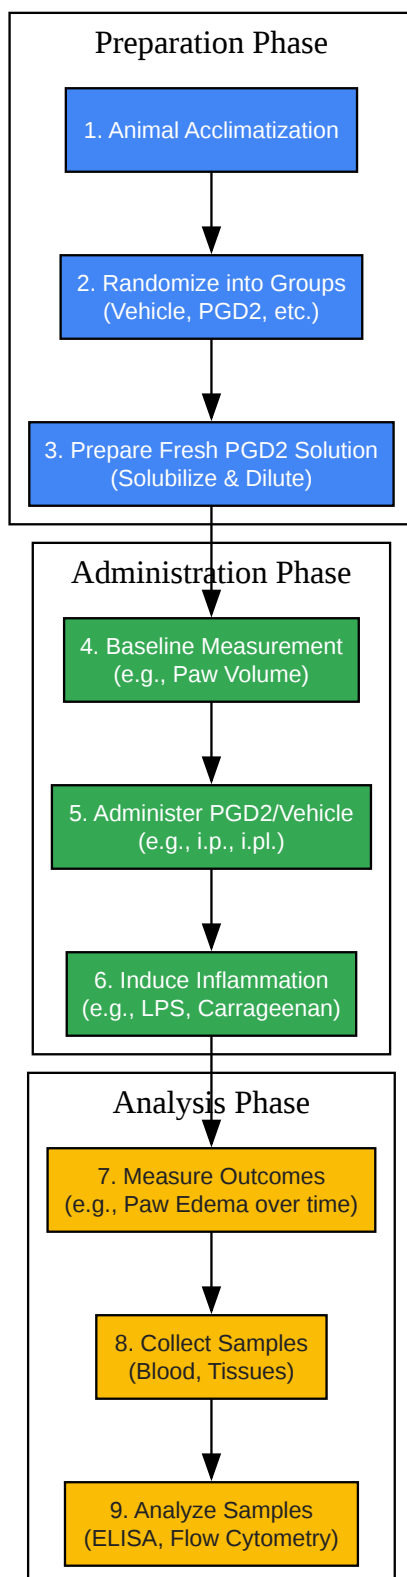 Preparation Phase
1. Animal Acclimatization
2. Randomize into Groups
(Vehicle, PGD2, etc.)
3. Prepare Fresh PGD2 Solution
(Solubilize & Dilute)
Administration Phase
4. Baseline Measurement
(e.g., Paw Volume)
5. Administer PGD2/Vehicle
(e.g., i.p., i.pl.)
6. Induce Inflammation
(e.g., LPS, Carrageenan)
Analysis Phase
7. Measure Outcomes
(e.g., Paw Edema over time)
8. Collect Samples
(Blood, Tissues)
9. Analyze Samples
(ELISA, Flow Cytometry)